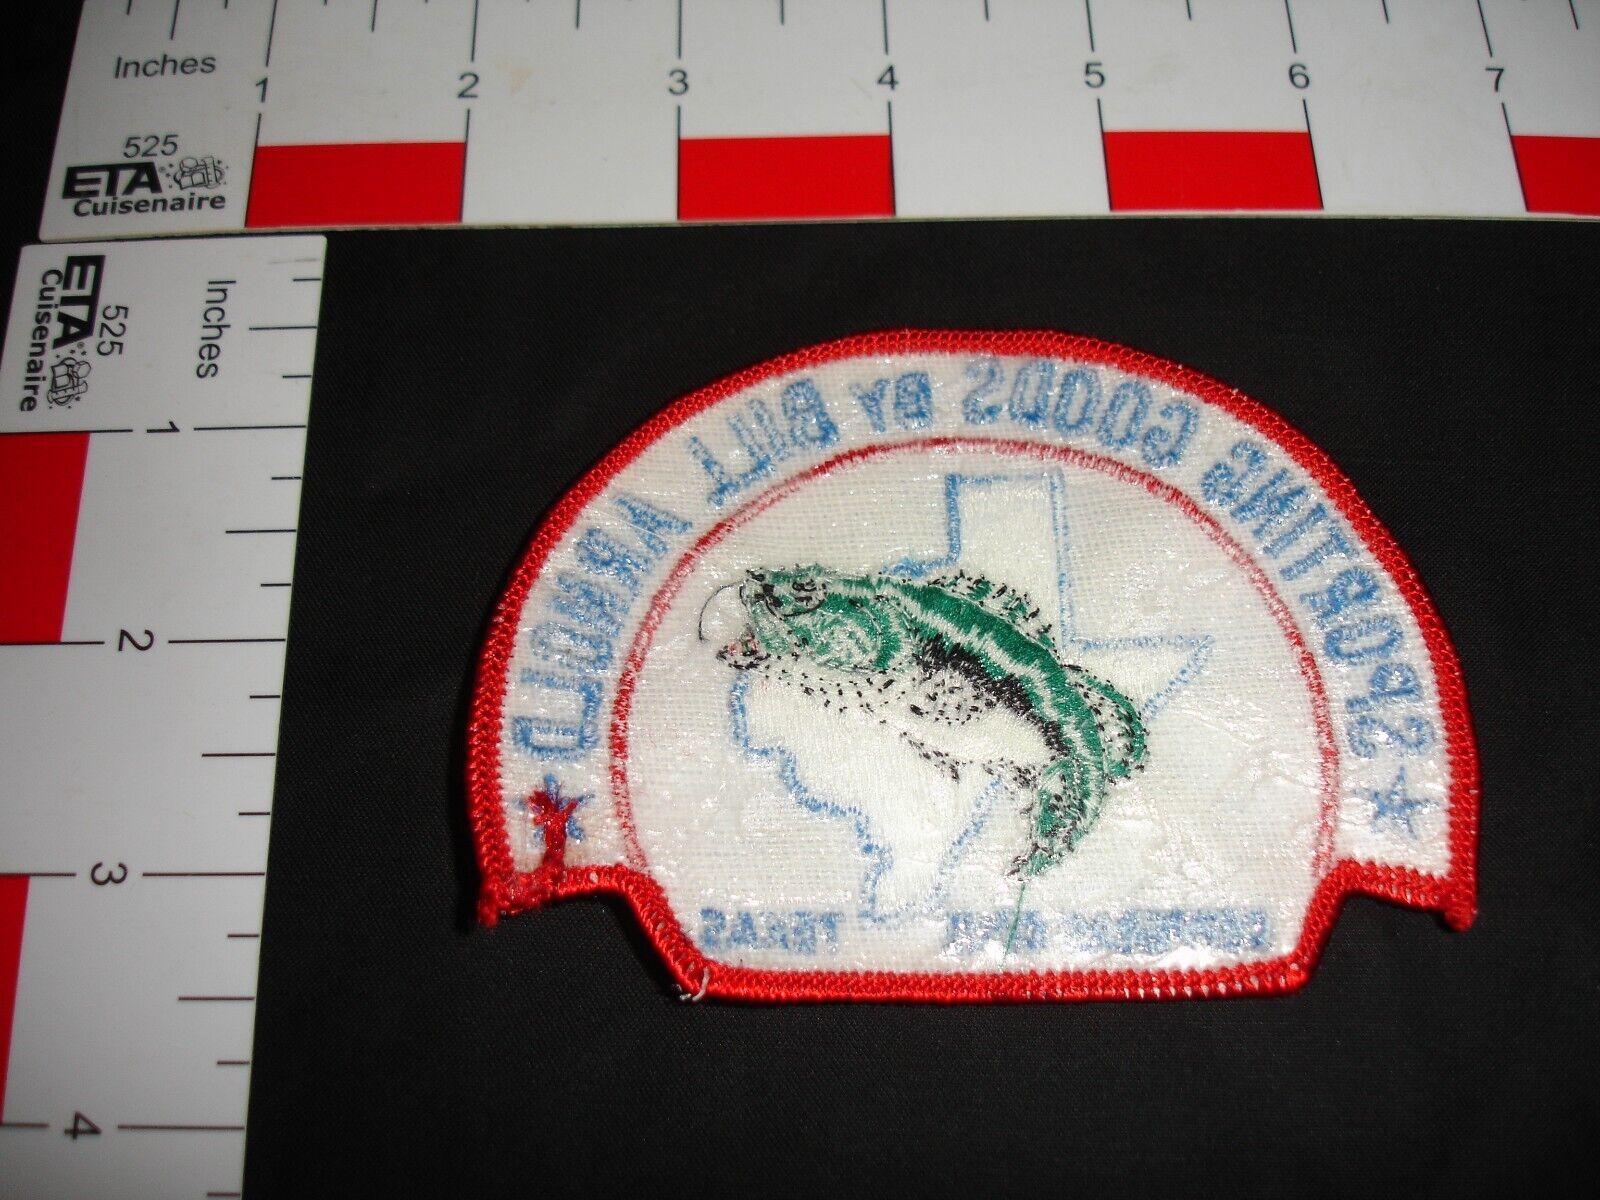 Inches 1 2 3 4 5 6 7
525
ETA
Cuisenaire
Inches 1 2 3 4
525
ETA
Cuisenaire
SPORTING GOODS BY BILL ARNOLD
TEXAS